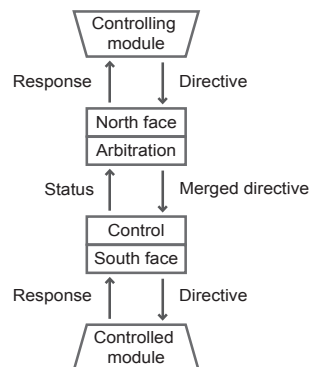 Controlling
module
Response
Directive
North face
Arbitration
Status
Merged directive
Control
South face
Response
Directive
Controlled
module